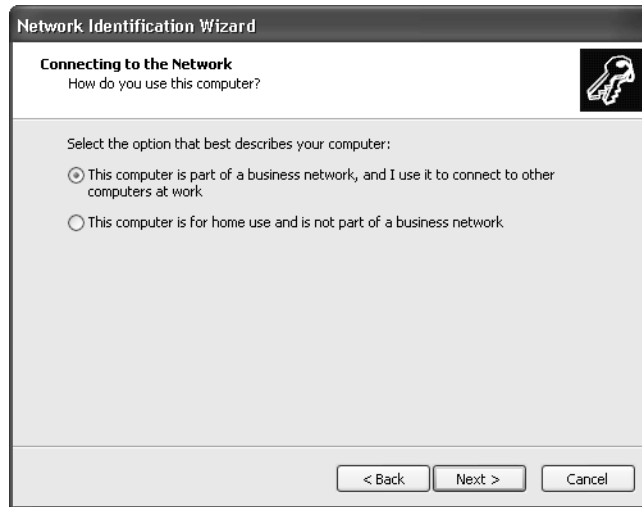 Network Identification Wizard
Connecting to the Network
How do you use this computer?
Select the option that best describes your computer:
This computer is part of a business network, and I use it to connect to other
computers at work
This computer is for home use and is not part of a business network
< Back
Next >
Cancel